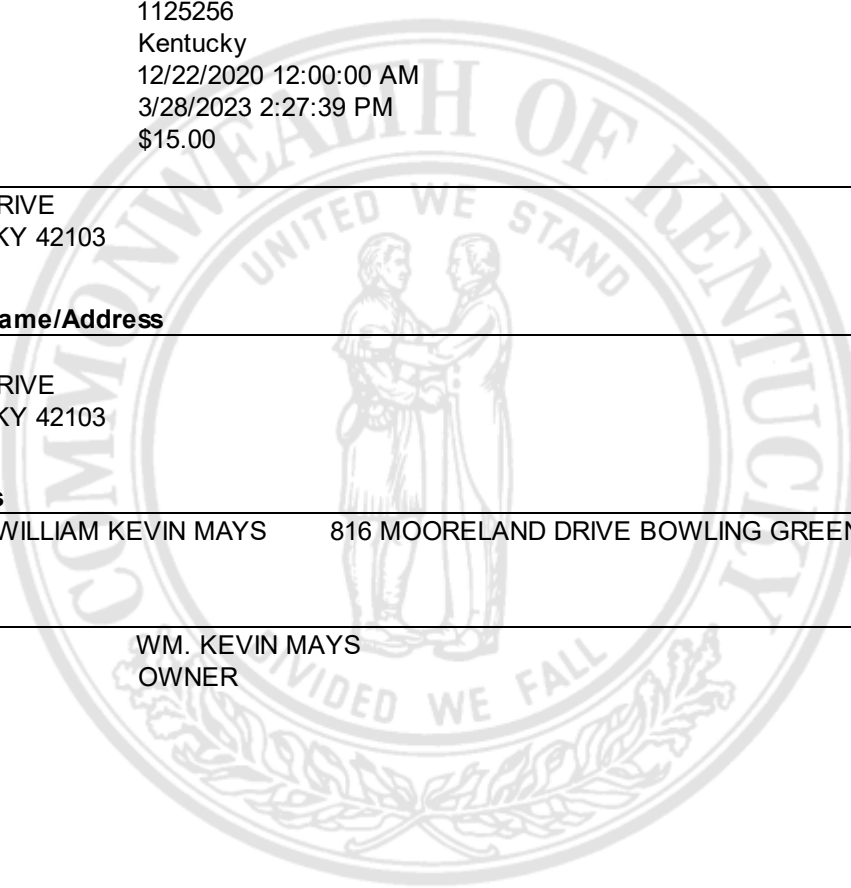 1125256
Kentucky
12/22/2020 12:00:00 AM
3/28/2023 2:27:39 PM
$15.00
RIVE
KY 42103
ame/Address
RIVE
KY 42103
s
WILLIAM KEVIN MAYS 816 MOORELAND DRIVE BOWLING GREEN
WM. KEVIN MAYS
OWNER
COMMONWEALTH OF KENTUCKY
UNITED WE STAND
DIVIDED WE FALL